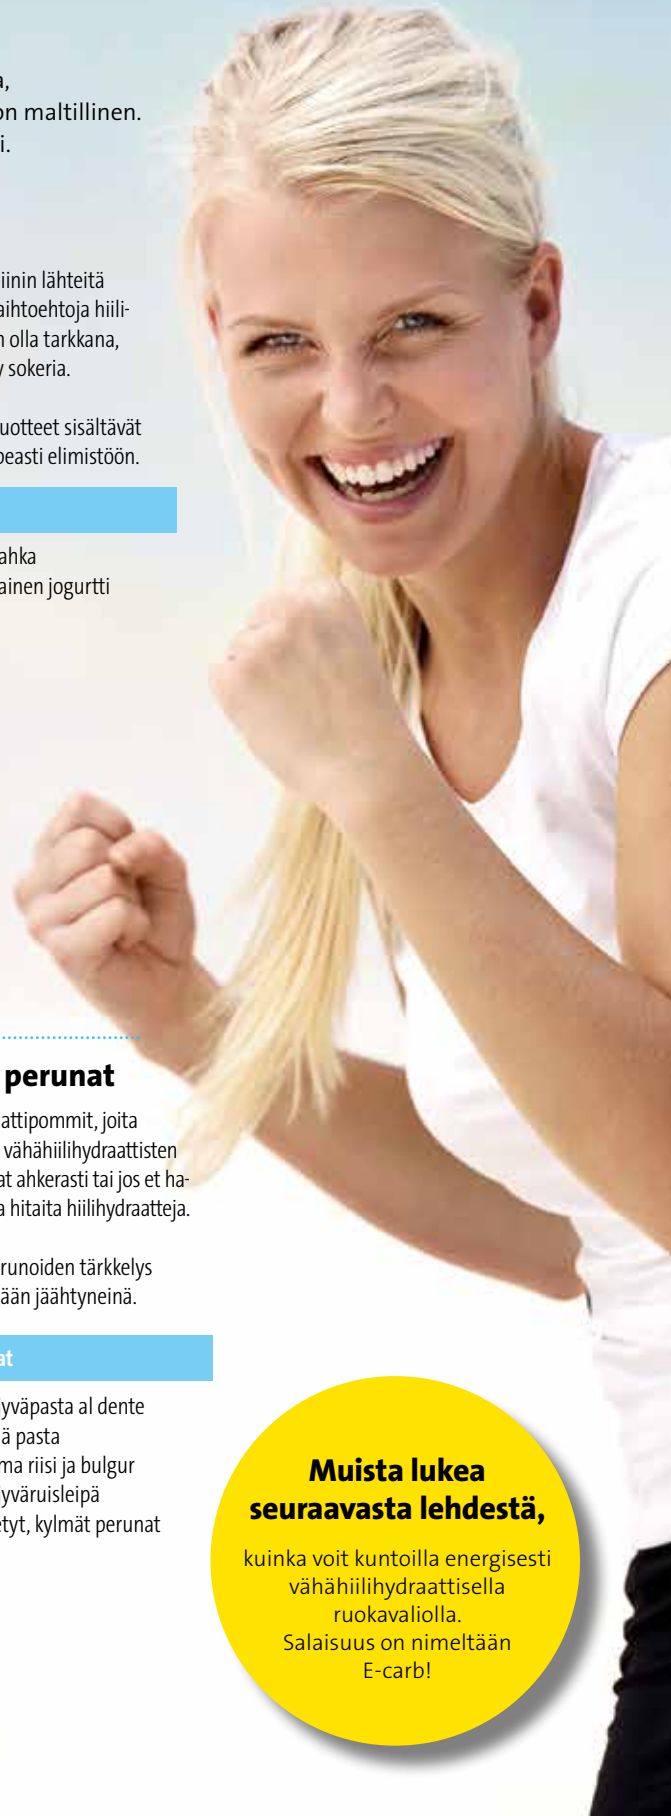 a,
on maltillinen.
i.
iinin lähteitä
aihtoehtoja hiili-
n olla tarkkana,
y sokeria.
uotteet sisältävät
peasti elimistöön.
ahka
ainen jogurtti
perunat
attipommit, joita
vähähiilihydraattisten
at ahkerasti tai jos et ha-
a hitaita hiilihydraatteja.
runoiden tärkkelys
ään jäähtyneinä.
at
jyväpasta al dente
ä pasta
ma riisi ja bulgur
jyväruisleipä
etyt, kylmät perunat
Muista lukea
seuraavasta lehdestä,
kuinka voit kuntoilla energisesti
vähähiilihydraattisella
ruokavaliolla.
Salaisuus on nimeltään
E-carb!